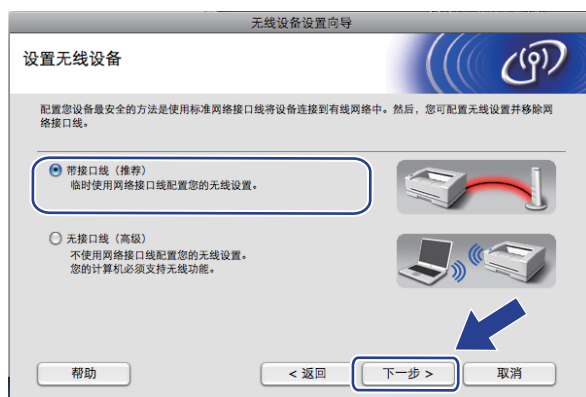 无线设备设置向导
设置无线设备
配置您设备最安全的方法是使用标准网络接口线将设备连接到有线网络中。然后，您可配置无线设置并移除网
络接口线。
带接口线（推荐）
临时使用网络接口线配置您的无线设置。
无接口线（高级）
不使用网络接口线配置您的无线设置。
您的计算机必须支持无线功能。
帮助
< 返回
下一步 >
取消